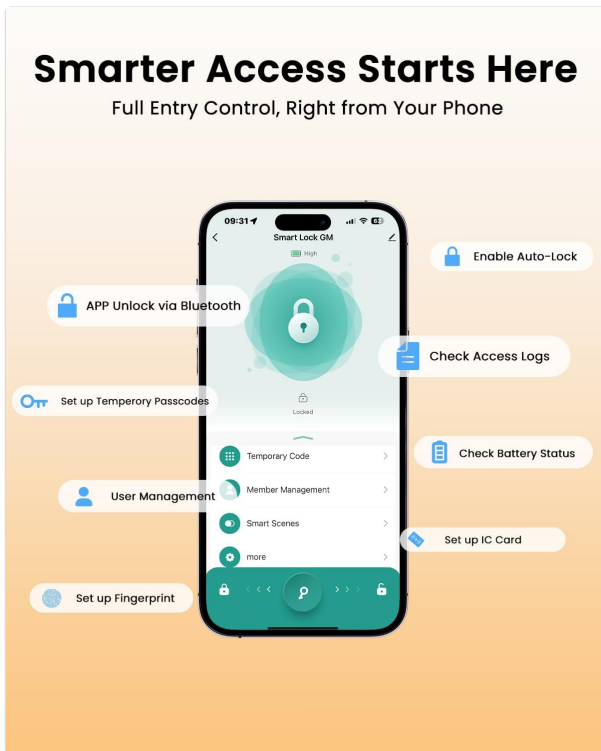 Smarter Access Starts Here
Full Entry Control, Right from Your Phone
09:31
Smart Lock GM
High
Enable Auto-Lock
APP Unlock via Bluetooth
Check Access Logs
Locked
Set up Temperory Passcodes
Temporary Code
Check Battery Status
Member Management
User Management
Smart Scenes
Set up IC Card
more
Set up Fingerprint